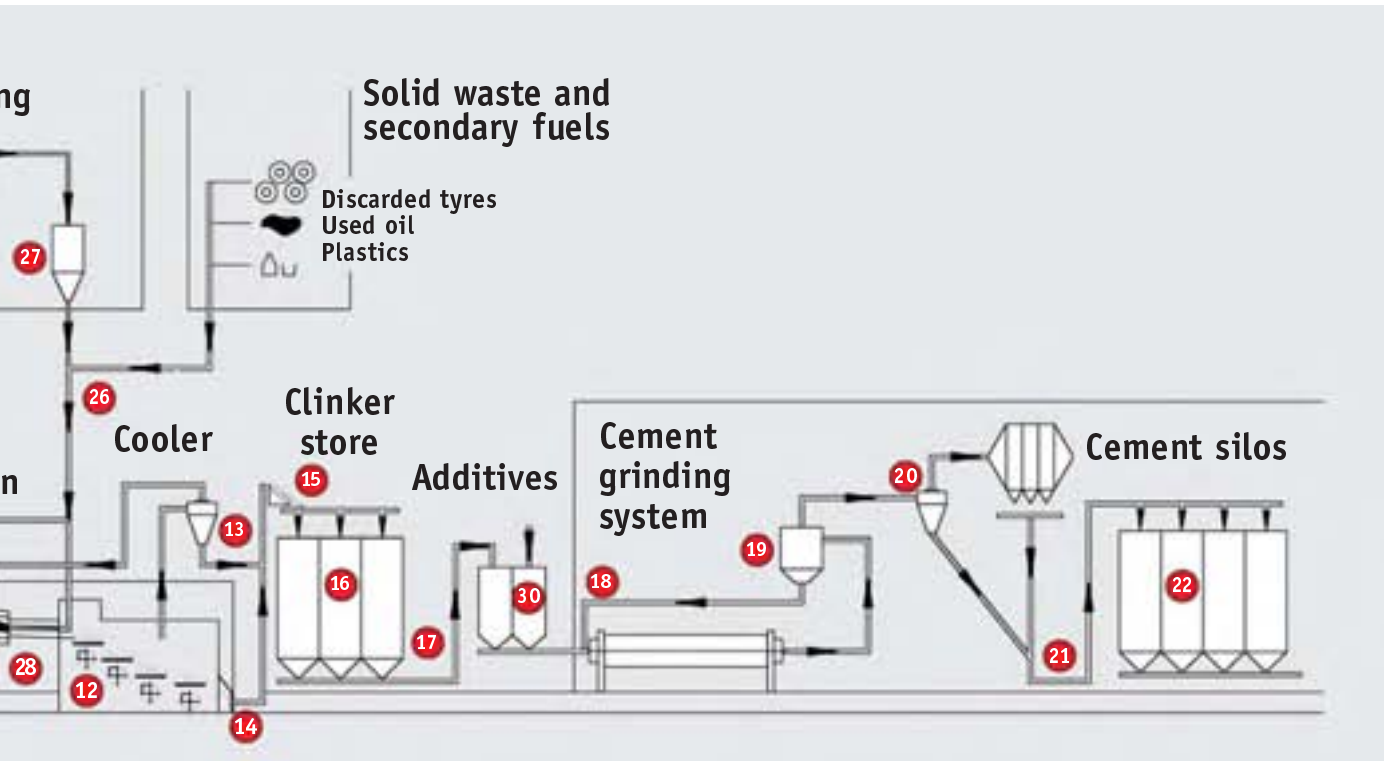 ng
Solid waste and
secondary fuels
Discarded tyres
Used oil
Plastics
27
26
Clinker
store
Cooler
n
15
Additives
Cement
grinding
system
20
Cement silos
13
19
16
30
18
22
17
21
28
12
14